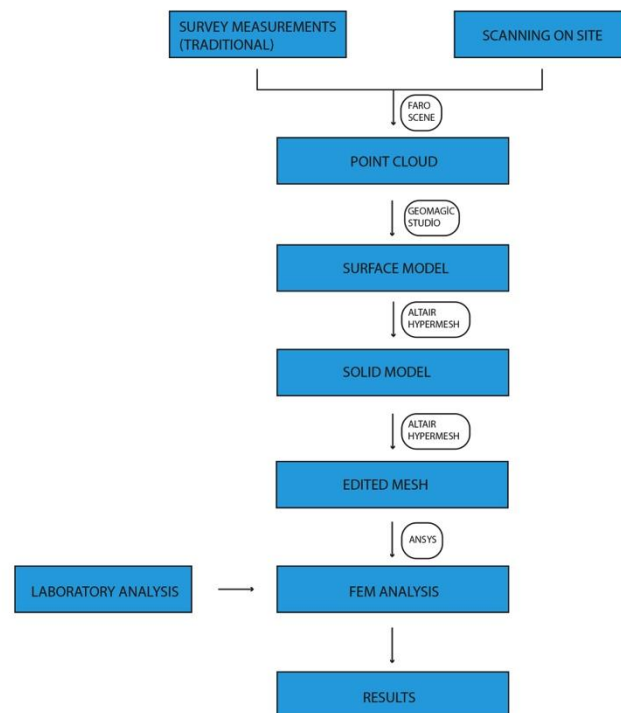 SURVEY MEASUREMENTS
(TRADITIONAL)
SCANNING ON SITE
FARO
SCENE
POINT CLOUD
GEOMAGİC
STUDİO
SURFACE MODEL
ALTAIR
HYPERMESH
SOLID MODEL
ALTAIR
HYPERMESH
EDITED MESH
ANSYS
LABORATORY ANALYSIS
FEM ANALYSIS
RESULTS